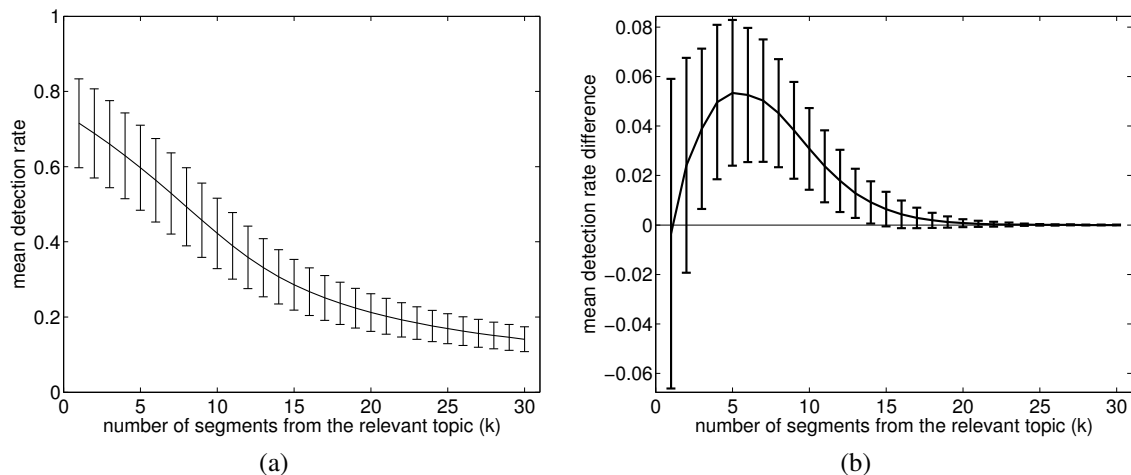 1
0.8
0.6
0.4
0.2
0
mean detection rate
0 5 10 15 20 25 30
number of segments from the relevant topic (k)
(a)
0.08
0.06
0.04
0.02
0
−0.02
−0.04
−0.06
mean detection rate difference
0 5 10 15 20 25 30
number of segments from the relevant topic (k)
(b)